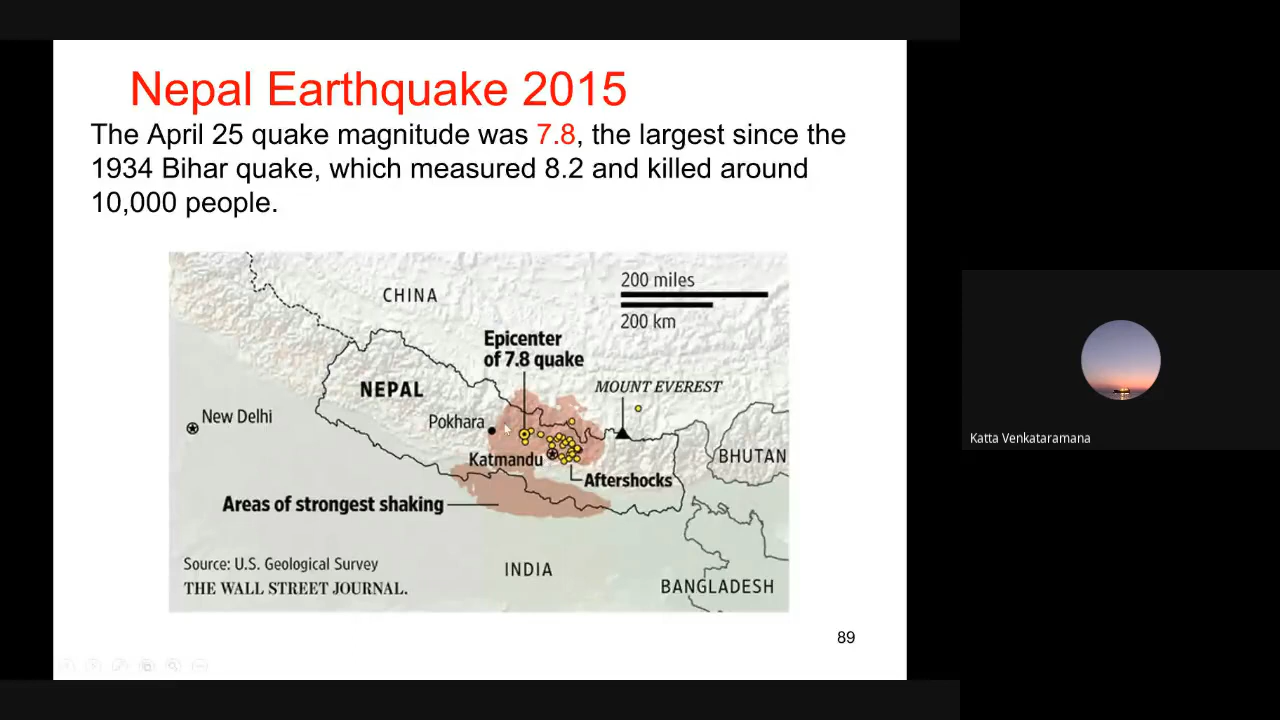 Nepal Earthquake 2015
The April 25 quake magnitude was 7.8, the largest since the
1934 Bihar quake, which measured 8.2 and killed around
10,000 people.
200 miles
CHINA
200 km
Epicenter
of 7.8 quake
MOUNT EVEREST
NEPAL
New Delhi
Pokhara
Katmandu
BHUTAN
Aftershocks
Areas of strongest shaking
Source: U.S. Geological Survey
INDIA
THE WALL STREET JOURNAL.
BANGLADESH
89
Katta Venkataramana